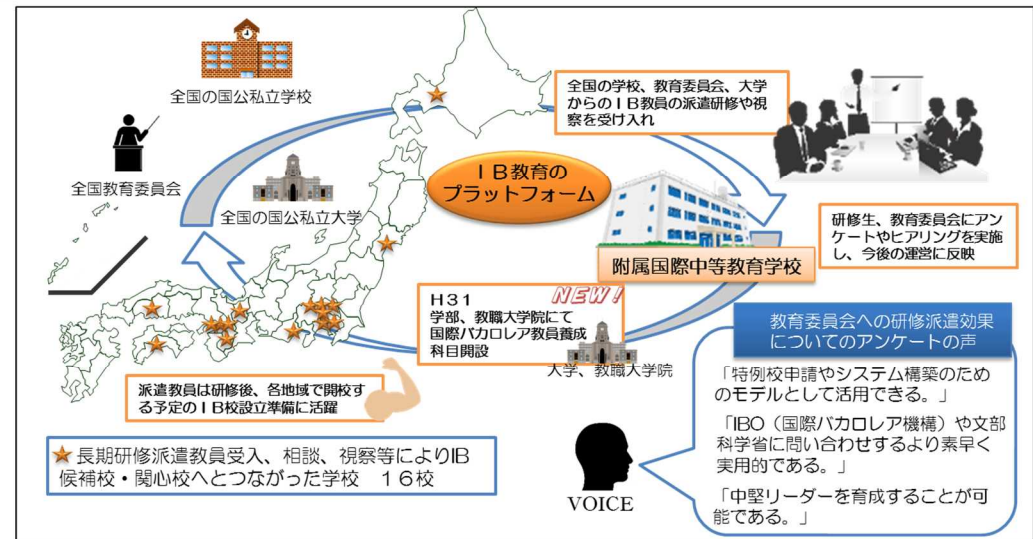 全国の国公私立学校
全国教育委員会
全国の国公私立大学
全国の学校、教育委員会、大学
からのIB教員の派遣研修や視
察を受け入れ
IB教育の
プラットフォーム
附属国際中等教育学校
研修生、教育委員会にアン
ケートやヒアリングを実施
し、今後の運営に反映
NEW!
H31
学部、教職大学院にて
国際バカロレア教員養成
科目開設
大学、教職大学院
派遣教員は研修後、各地域で開校す
る予定のIB校設立準備に活躍
長期研修派遣教員受入、相談、視察等によりIB
候補校・関心校へとつながった学校 16校
教育委員会への研修派遣効果
についてのアンケートの声
「特例校申請やシステム構築のため
のモデルとして活用できる。」
「IBO(国際バカロレア機構)や文部
科学省に問い合わせするより素早く
実用的である。」
「中堅リーダーを育成することが可
能である。」
VOICE